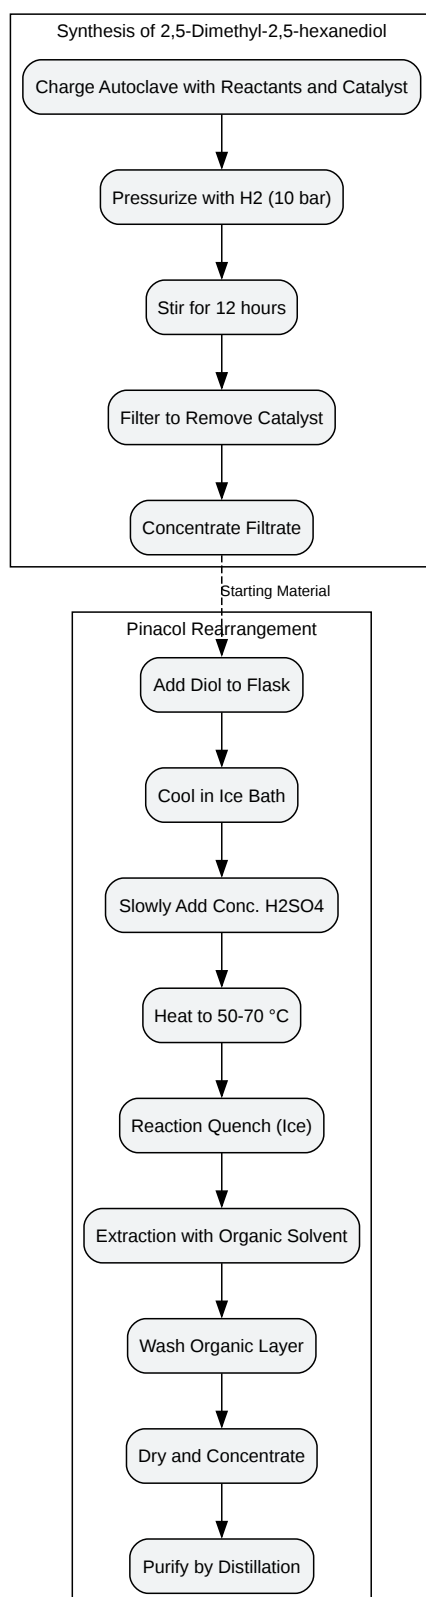 Synthesis of 2,5-Dimethyl-2,5-hexanediol
Charge Autoclave with Reactants and Catalyst
Pressurize with H2 (10 bar)
Stir for 12 hours
Filter to Remove Catalyst
Concentrate Filtrate
Starting Material
Pinacol Rearrangement
Add Diol to Flask
Cool in Ice Bath
Slowly Add Conc. H2SO4
Heat to 50-70 °C
Reaction Quench (Ice)
Extraction with Organic Solvent
Wash Organic Layer
Dry and Concentrate
Purify by Distillation